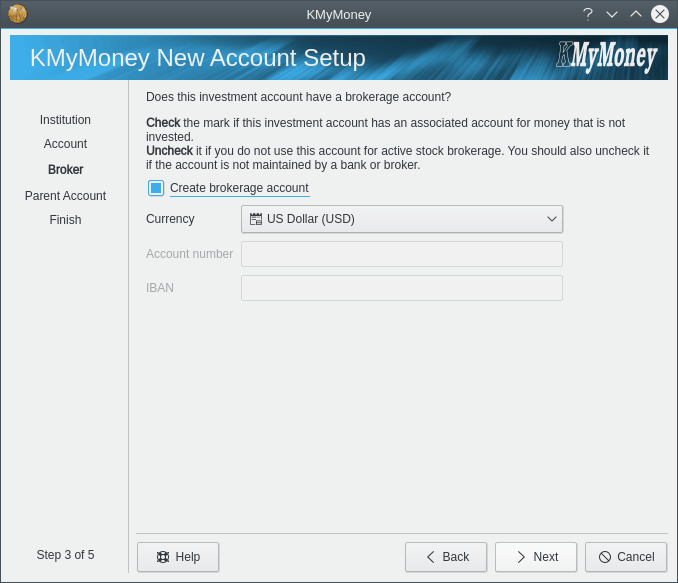 KMyMoney
KMyMoney New Account Setup
KMyMoney
Institution
Account
Broker
Parent Account
Finish
Step 3 of 5
Does this investment account have a brokerage account?
Check the mark if this investment account has an associated account for money that is not
invested.
Uncheck it if you do not use this account for active stock brokerage. You should also uncheck it
if the account is not maintained by a bank or broker.
Create brokerage account
Currency
US Dollar (USD)
Account number
IBAN
Help
Back
Next
Cancel